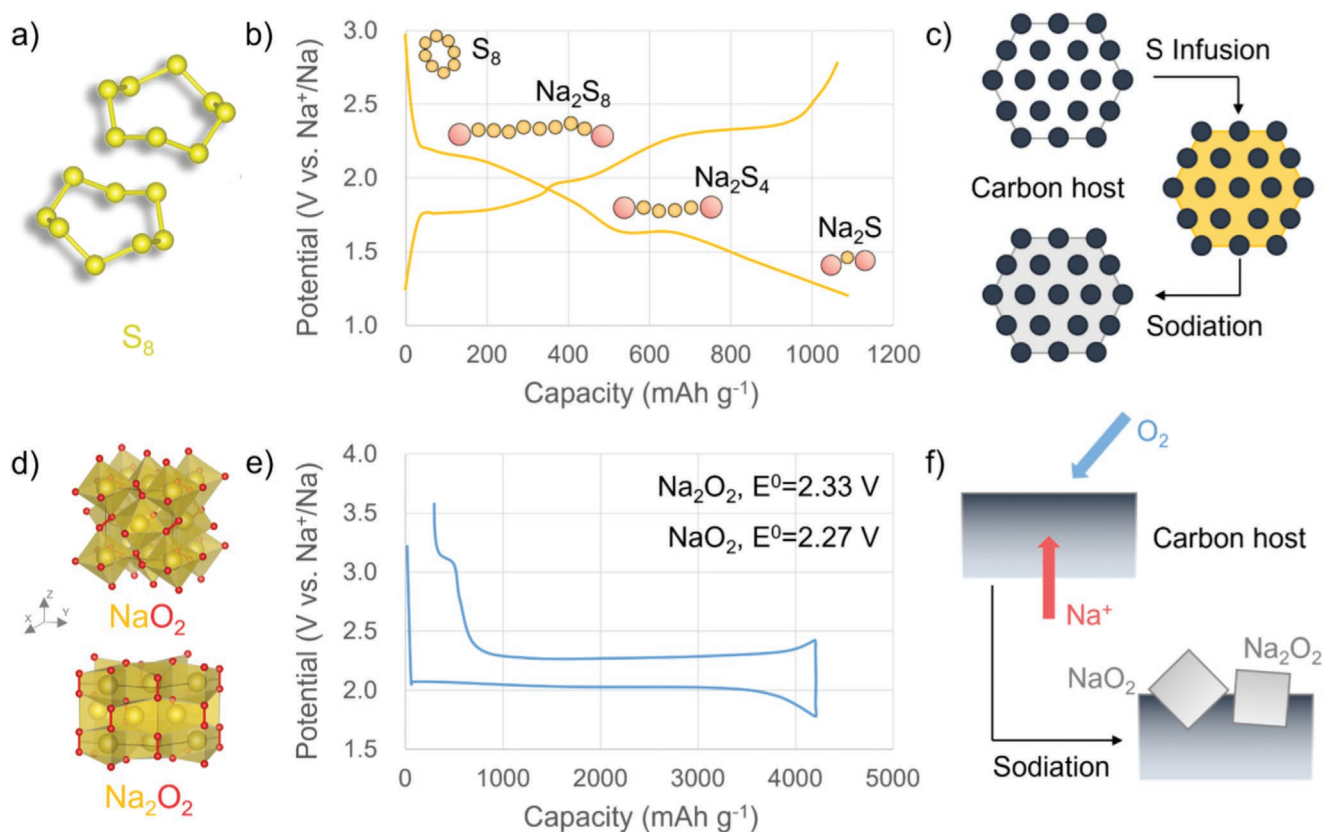 a)
S₈
b)
Potential (V vs. Na⁺/Na)
3.0
2.5
2.0
1.5
1.0
S₈
Na₂S₈
Na₂S₄
Na₂S
0 200 400 600 800 1000 1200
Capacity (mAh g⁻¹)
c)
S Infusion
Carbon host
Sodiation
d)
Z
X Y
NaO₂
Na₂O₂
e)
Potential (V vs. Na⁺/Na)
4.0
3.5
3.0
2.5
2.0
1.5
Na₂O₂, E⁰=2.33 V
NaO₂, E⁰=2.27 V
0 1000 2000 3000 4000 5000
Capacity (mAh g⁻¹)
f)
O₂
Carbon host
Na⁺
Na₂O₂
NaO₂
Sodiation